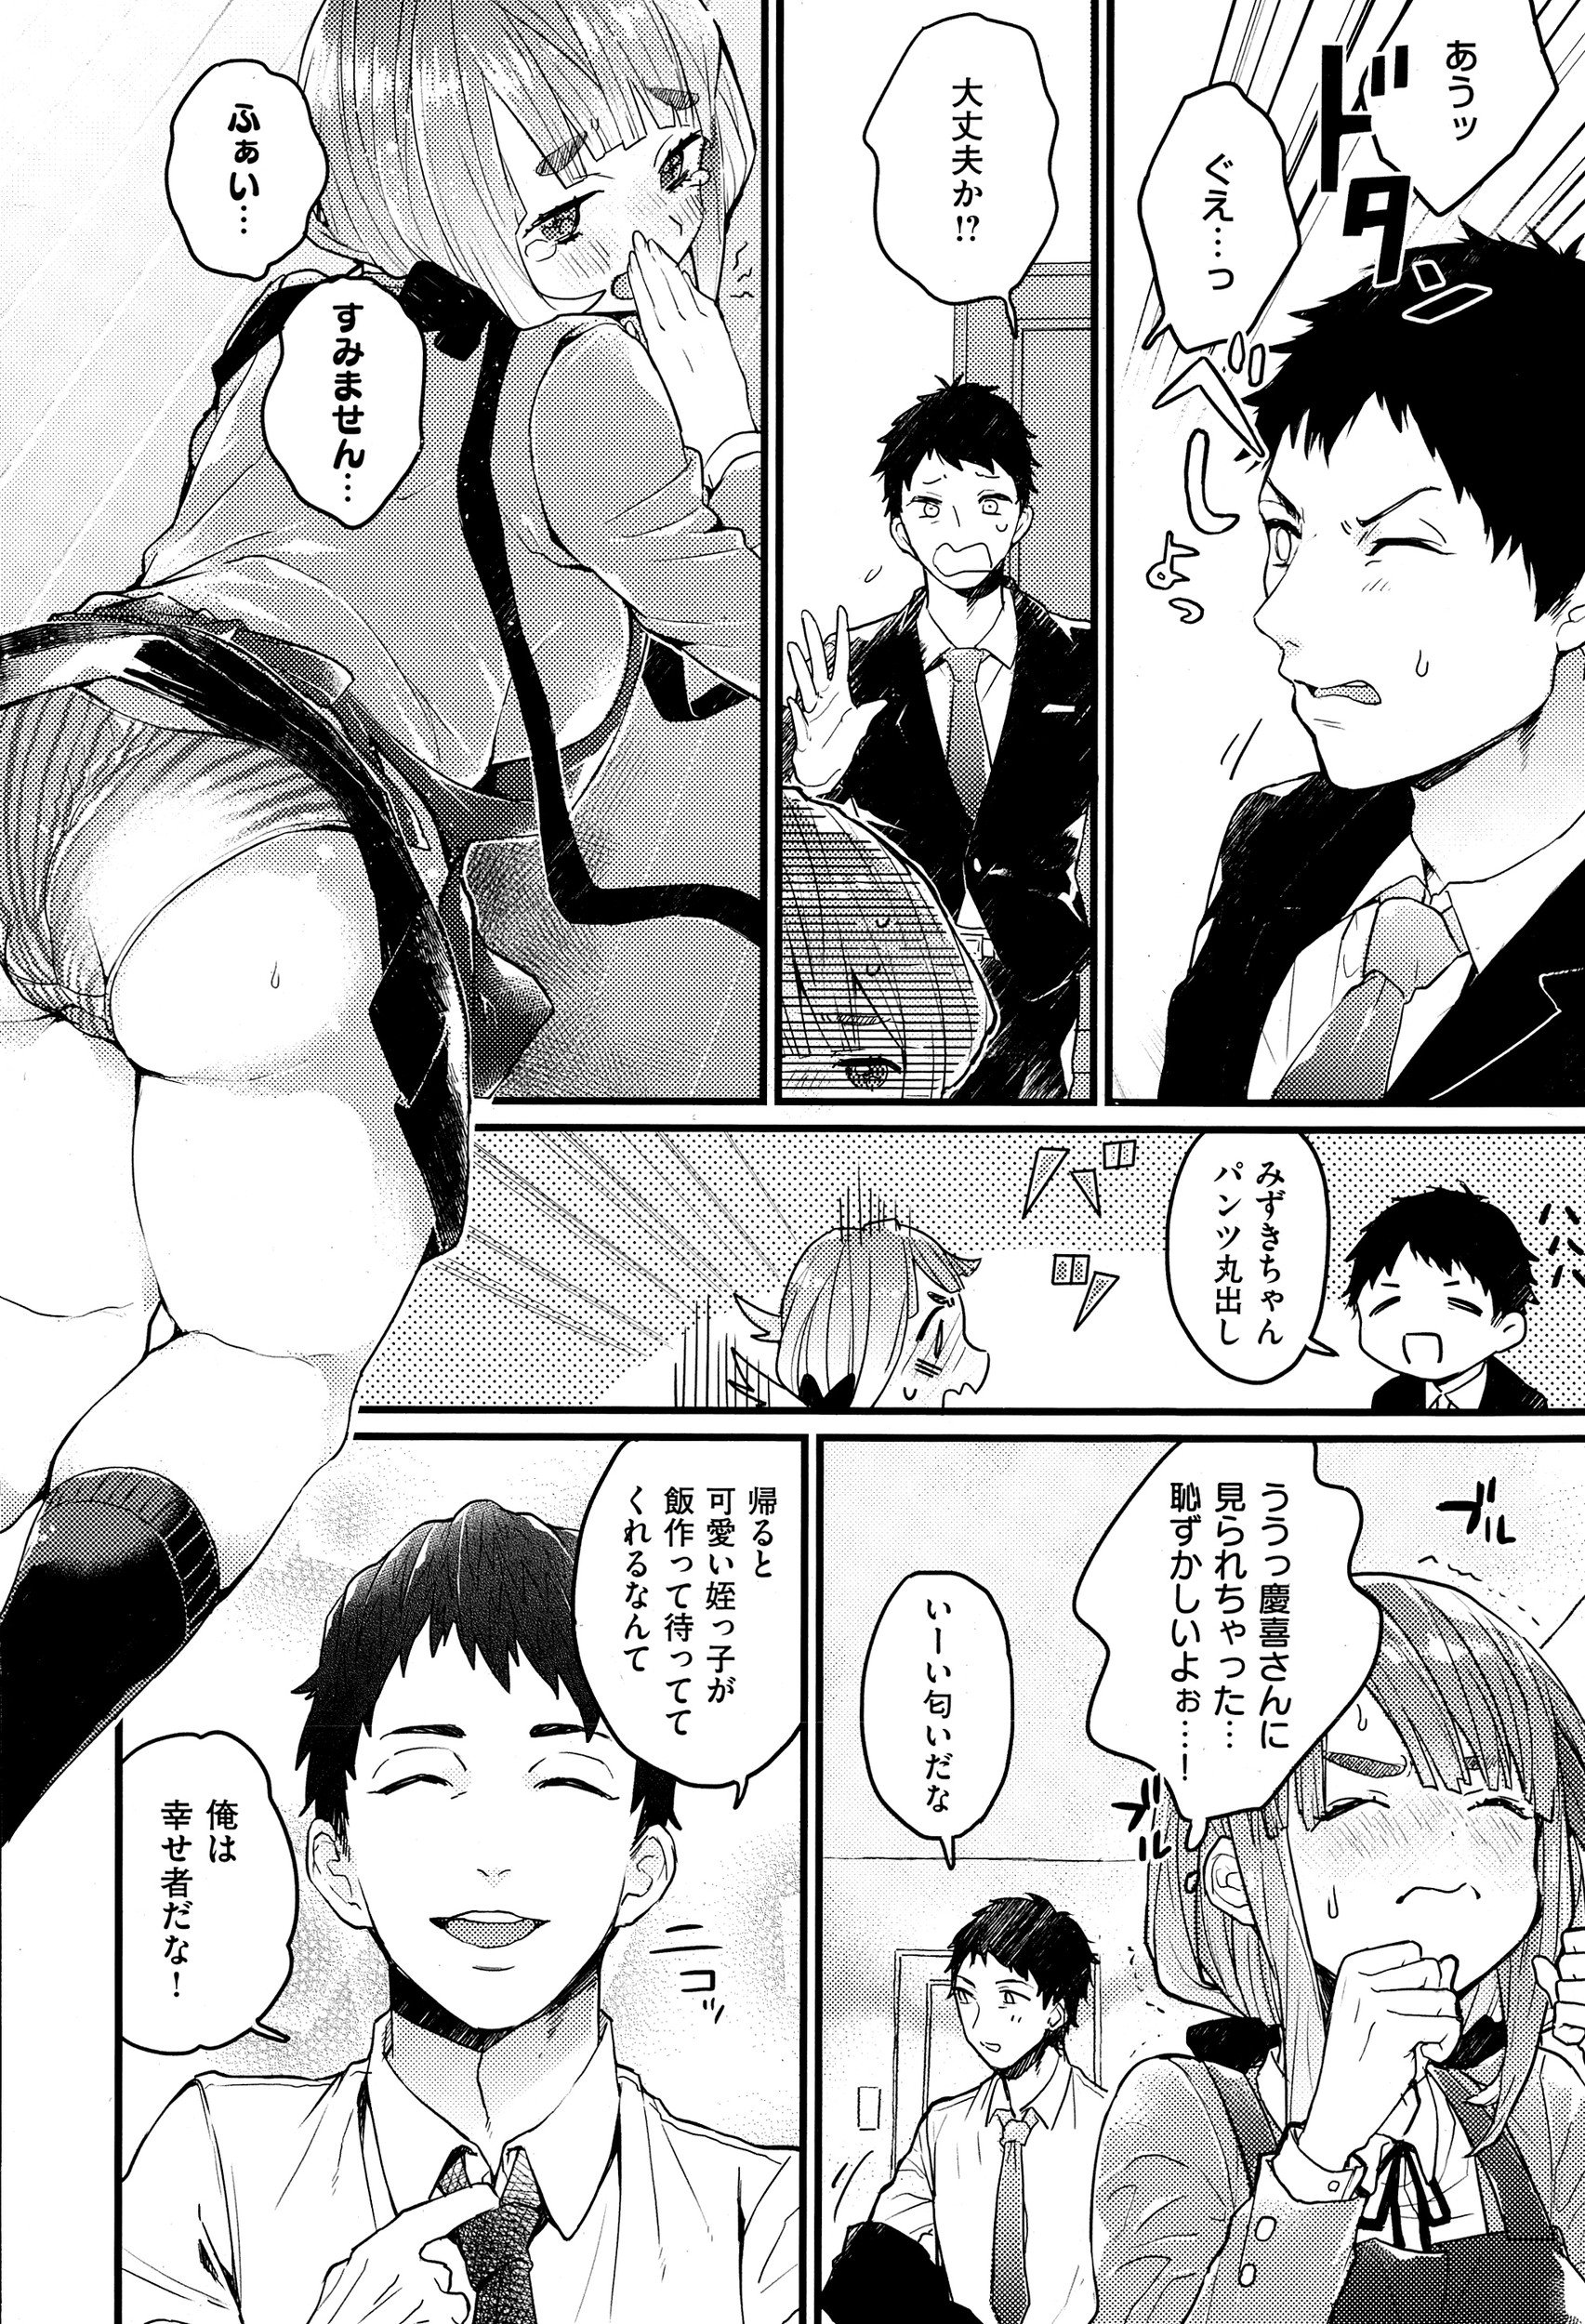 あうッ
ドタンッ
ぐえ…っ
べしょっ
大丈夫か!?
ふぁい…
すみません…
ハハハ
みずきちゃん
パンツ丸出し
ううっ慶喜さんに
見られちゃった…
恥ずかしいよぉ…!
ブル
ブル
いーい匂いだな
帰ると
可愛い姪っ子が
飯作って待ってて
くれるなんて
ニコッ
俺は
幸せ者だな!